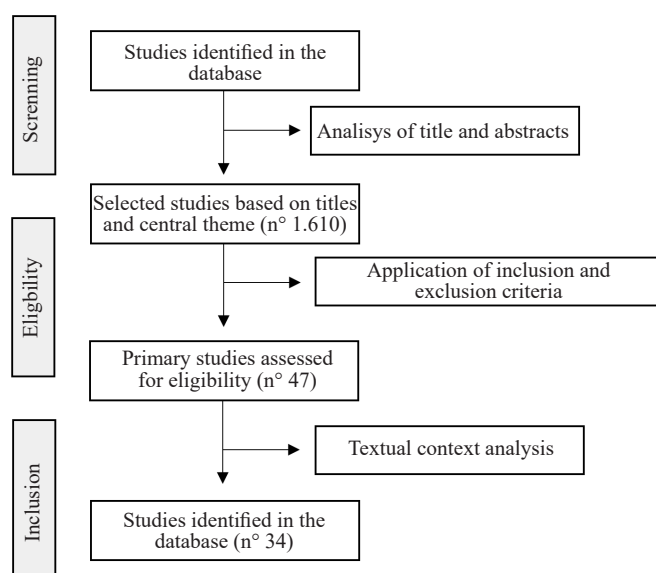 Screnning
Studies identified in the
database
Analisys of title and abstracts
Selected studies based on titles
and central theme (n° 1.610)
Eligbility
Application of inclusion and
exclusion criteria
Primary studies assessed
for eligibility (n° 47)
Textual context analysis
Inclusion
Studies identified in the
database (n° 34)